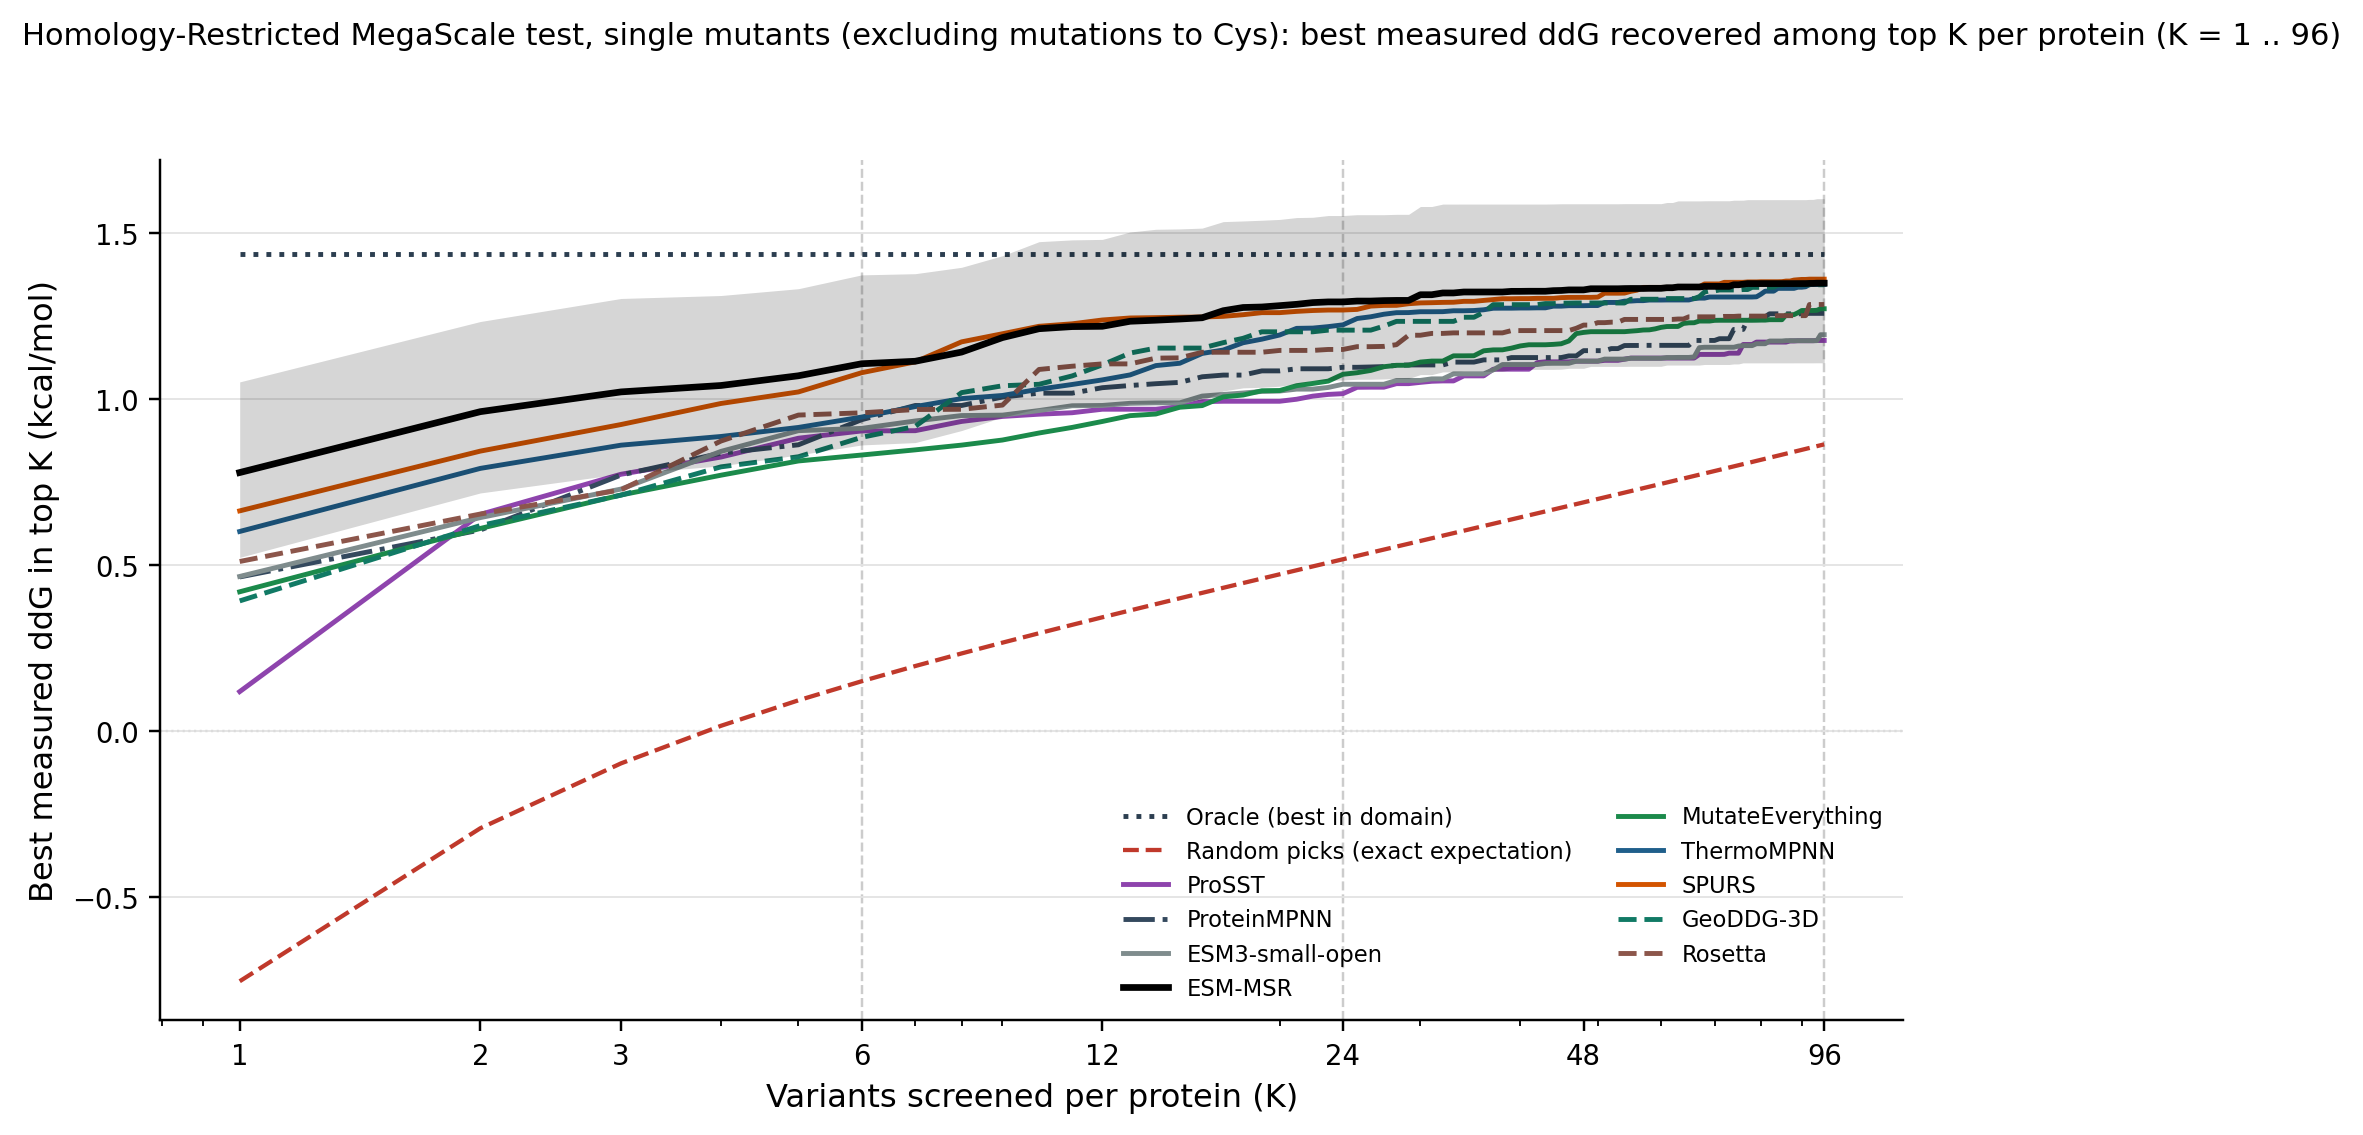 Homology-Restricted MegaScale test, single mutants (excluding mutations to Cys): best measured ddG recovered among top K per protein (K = 1 .. 96)
Best measured ddG in top K (kcal/mol)
1.5
1.0
0.5
0.0
−0.5
Oracle (best in domain)
Random picks (exact expectation)
ProSST
ProteinMPNN
ESM3-small-open
ESM-MSR
MutateEverything
ThermoMPNN
SPURS
GeoDDG-3D
Rosetta
1 2 3 6 12 24 48 96
Variants screened per protein (K)